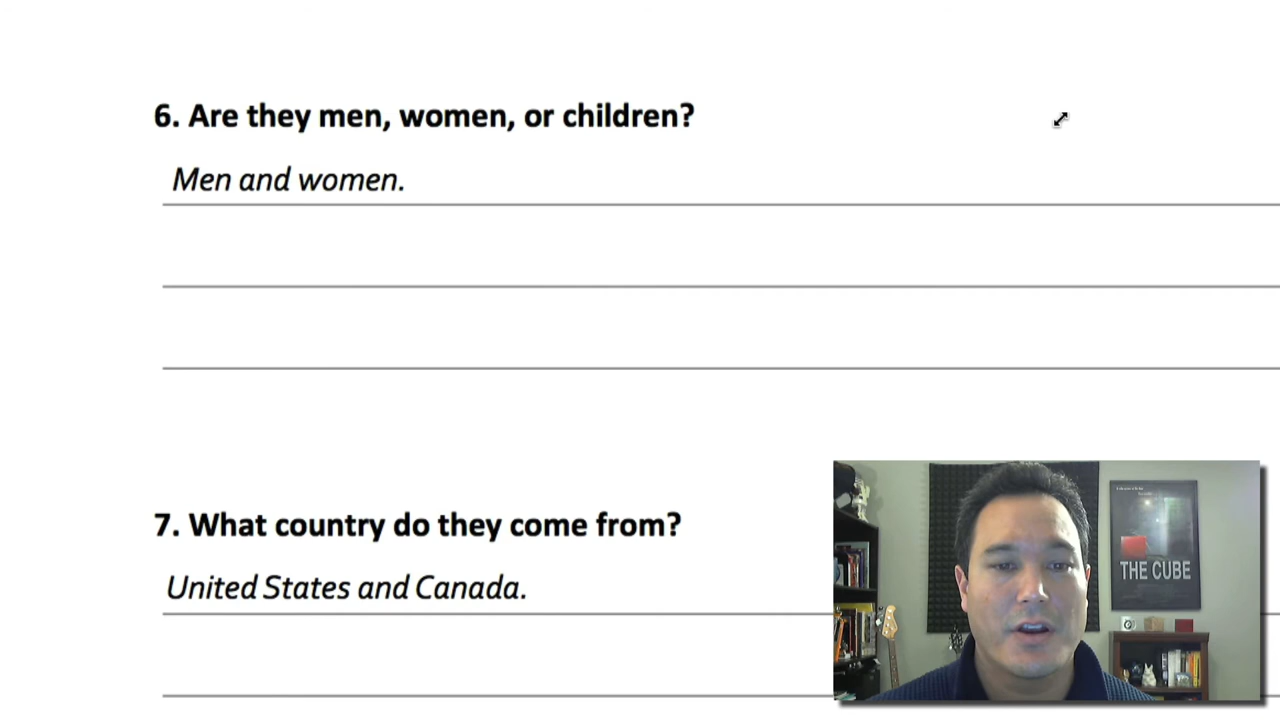 6. Are they men, women, or children?
Men and women.
7. What country do they come from?
United States and Canada.
THE CUBE